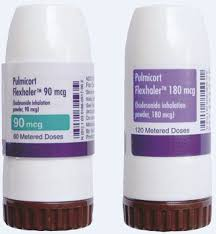 Pulmicort
Flexhaler™ 90 mcg
(budesonide inhalation
powder, 90 mcg)
90 mcg
60 Metered Doses
Pulmicort
Flexhaler™ 180 mcg
(budesonide inhalation
powder, 180 mcg)
120 Metered Doses